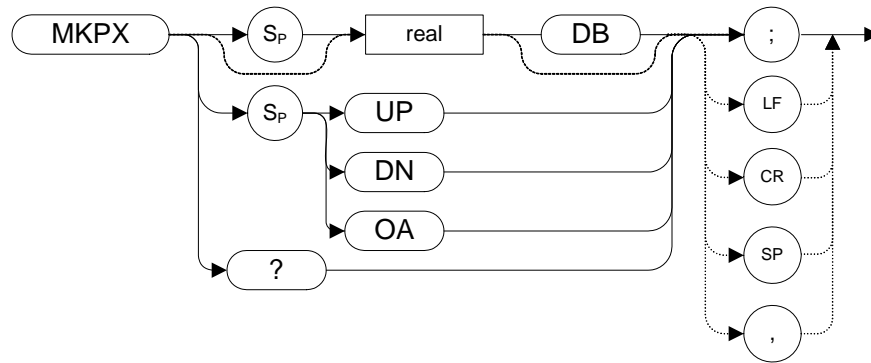 MKPX SP real DB ;
LF
SP UP
DN CR
OA
SP
?
,